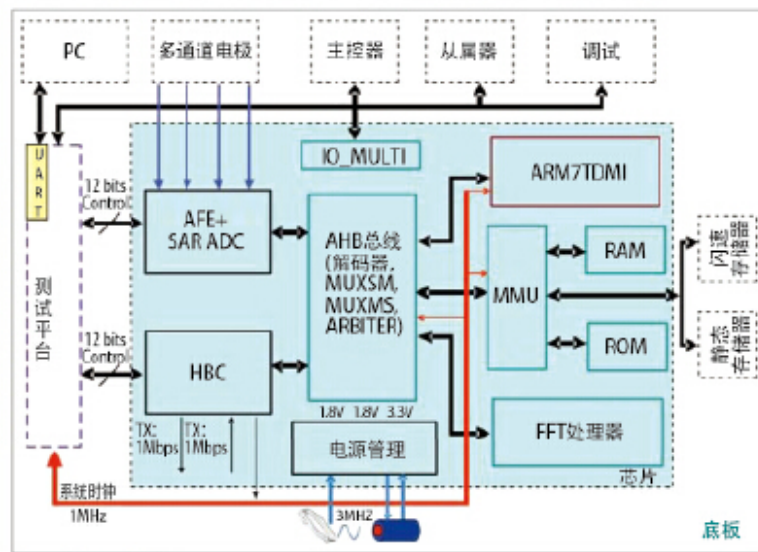 PC
多通道电极
主控器
从属器
调试
UART
12 bits
Control
IO_MULTI
ARM7TDMI
AFE+
SAR ADC
AHB总线
(解码器,
MUXSM,
MUXMS,
ARBITER)
MMU
RAM
闪速
存储器
测试平台
12 bits
Control
HBC
ROM
静态
存储器
1.8V 1.8V 3.3V
TX:
1Mbps
TX:
1Mbps
电源管理
FFT处理器
芯片
系统时钟
1MHz
3MHZ
底板